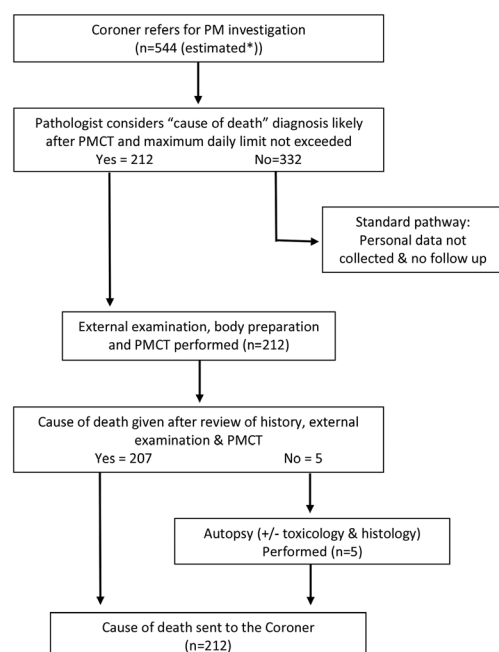 Coroner refers for PM investigation
(n=544 (estimated*))
Pathologist considers “cause of death” diagnosis likely
after PMCT and maximum daily limit not exceeded
Yes = 212 No=332
Standard pathway:
Personal data not
collected & no follow up
External examination, body preparation
and PMCT performed (n=212)
Cause of death given after review of history, external
examination & PMCT
Yes = 207 No = 5
Autopsy (+/- toxicology & histology)
Performed (n=5)
Cause of death sent to the Coroner
(n=212)